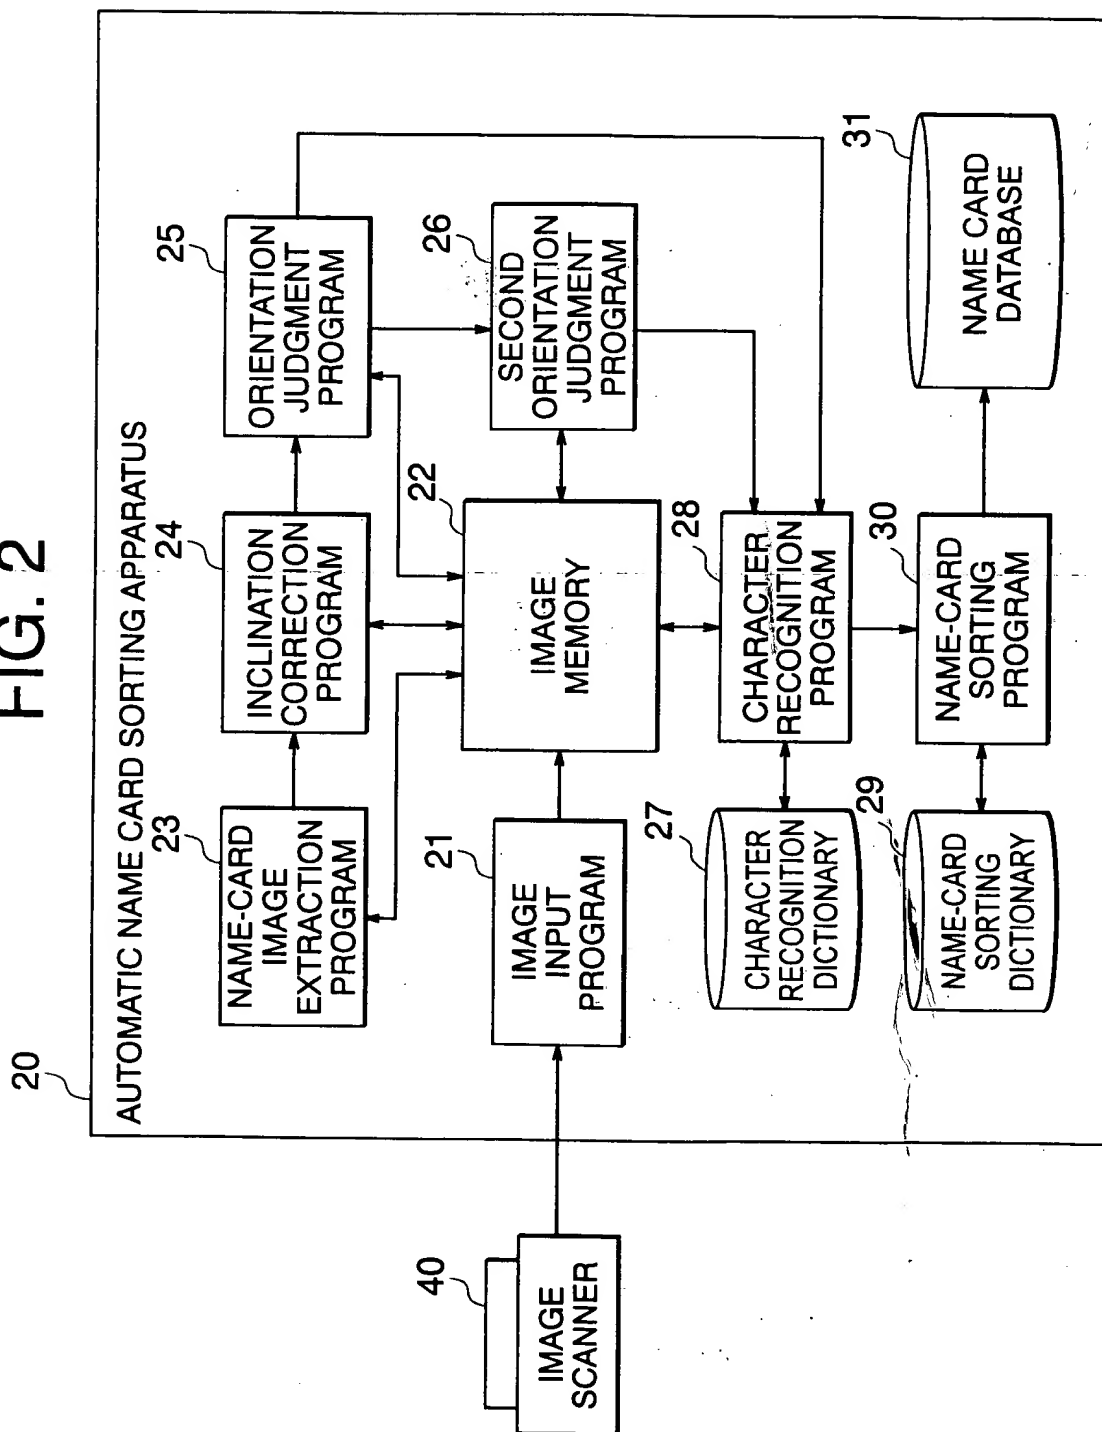 FIG. 2
20
AUTOMATIC NAME CARD SORTING APPARATUS
23
NAME-CARD
IMAGE
EXTRACTION
PROGRAM
24
INCLINATION
CORRECTION
PROGRAM
25
ORIENTATION
JUDGMENT
PROGRAM
40
IMAGE
SCANNER
21
IMAGE
INPUT
PROGRAM
22
IMAGE
MEMORY
26
SECOND
ORIENTATION
JUDGMENT
PROGRAM
27
CHARACTER
RECOGNITION
DICTIONARY
28
CHARACTER
RECOGNITION
PROGRAM
29
NAME-CARD
SORTING
DICTIONARY
30
NAME-CARD
SORTING
PROGRAM
31
NAME CARD
DATABASE